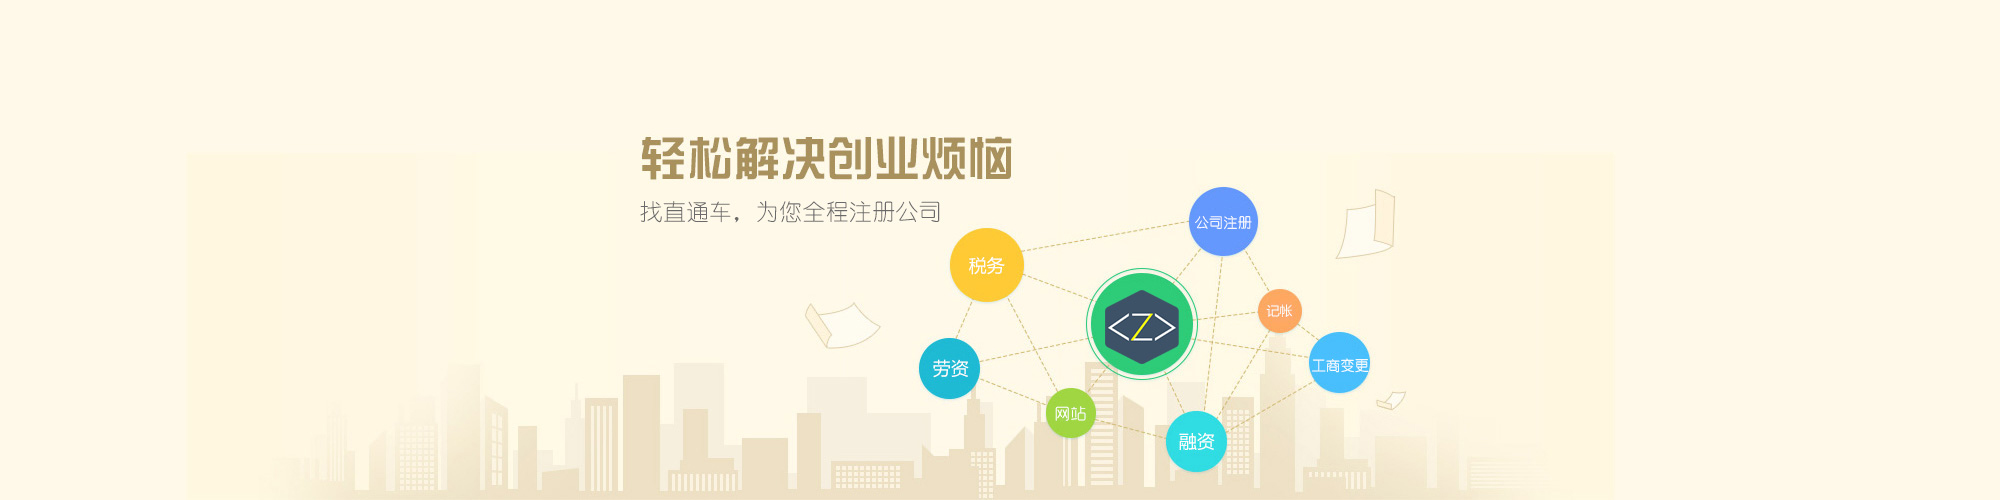 轻松解决创业烦恼
找直通车，为您全程注册公司
公司注册
税务
记帐
<Z>
工商变更
劳资
网站
融资